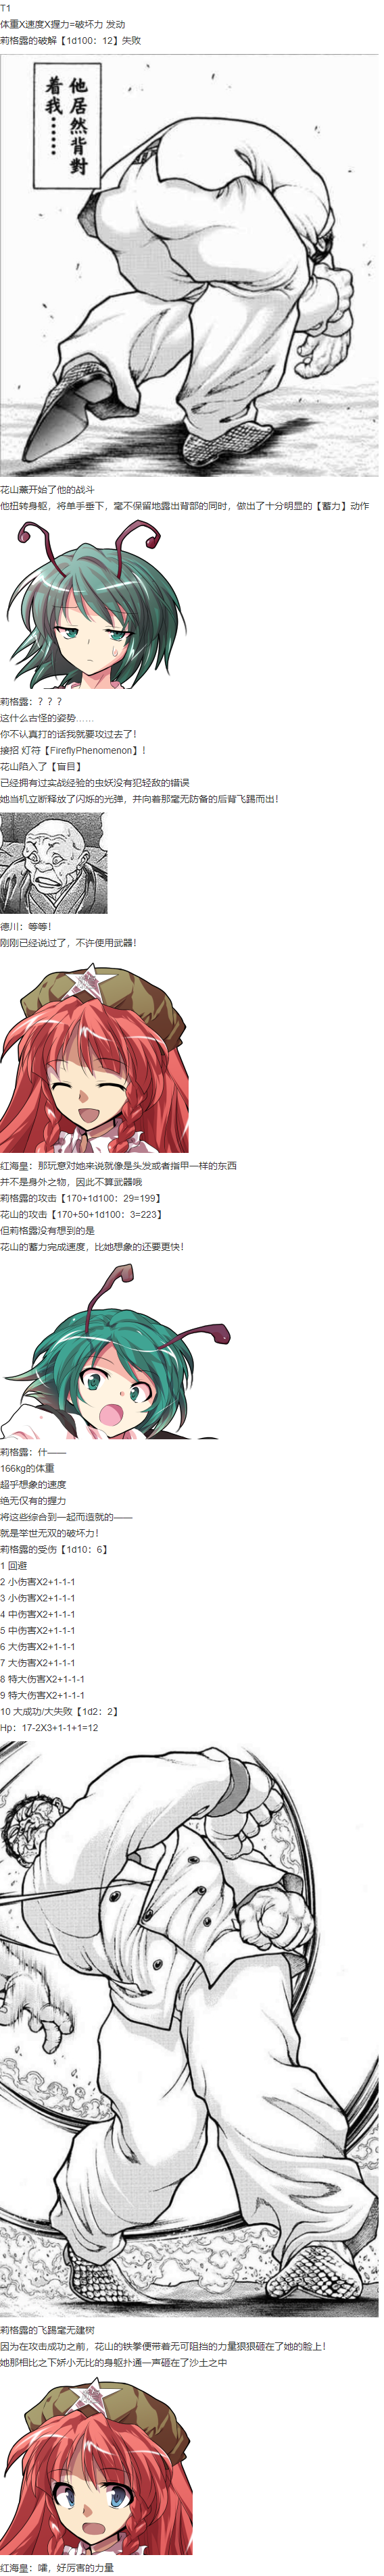 T1
体重X速度X握力=破坏力 发动
莉格露的破解【1d100：12】失败
他居然背對
着我……
花山薰开始了他的战斗
他扭转身躯，将单手垂下，毫不保留地露出背部的同时，做出了十分明显的【蓄力】动作
莉格露：？？？
这什么古怪的姿势……
你不认真打的话我就要攻过去了！
接招 灯符【FireflyPhenomenon】！
花山陷入了【盲目】
已经拥有过实战经验的虫妖没有犯轻敌的错误
她当机立断释放了闪烁的光弹，并向着那毫无防备的后背飞踢而出！
德川：等等！
刚刚已经说过了，不许使用武器！
红海皇：那玩意对她来说就像是头发或者指甲一样的东西
并不是身外之物，因此不算武器哦
莉格露的攻击【170+1d100：29=199】
花山的攻击【170+50+1d100：3=223】
但莉格露没有想到的是
花山的蓄力完成速度，比她想象的还要更快！
莉格露：什——
166kg的体重
超乎想象的速度
绝无仅有的握力
将这些综合到一起而造就的——
就是举世无双的破坏力！
莉格露的受伤【1d10：6】
1 回避
2 小伤害X2+1-1-1
3 小伤害X2+1-1-1
4 中伤害X2+1-1-1
5 中伤害X2+1-1-1
6 大伤害X2+1-1-1
7 大伤害X2+1-1-1
8 特大伤害X2+1-1-1
9 特大伤害X2+1-1-1
10 大成功/大失败【1d2：2】
Hp：17-2X3+1-1+1=12
莉格露的飞踢毫无建树
因为在攻击成功之前，花山的铁拳便带着无可阻挡的力量狠狠砸在了她的脸上！
她那相比之下娇小无比的身躯扑通一声砸在了沙土之中
红海皇：嚯，好厉害的力量